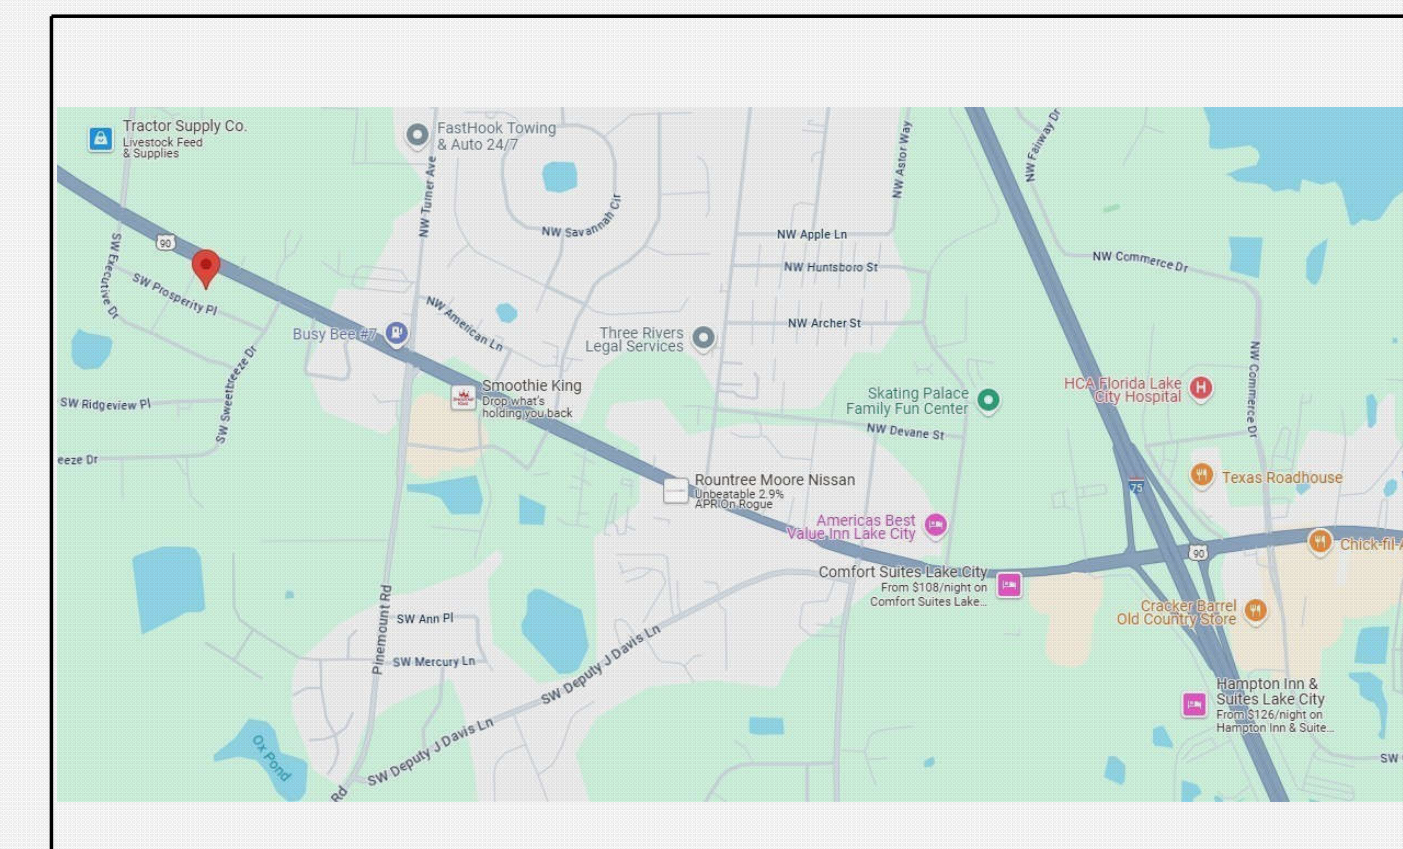 Tractor Supply Co.
Livestock Feed
& Supplies
FastHook Towing
& Auto 24/7
NW Turner Ave
NW Savannah Cir
NW Astor Way
NW Fairway Dr
NW Apple Ln
NW Huntsboro St
NW Archer St
NW Commerce Dr
90
SW Executive Dr
SW Prosperity Pl
NW American Ln
Busy Bee #7
Three Rivers
Legal Services
SW Sweetbreeze Dr
SW Ridgeview Pl
eeze Dr
Smoothie King
Drop what's
holding you back
Skating Palace
Family Fun Center
HCA Florida Lake
City Hospital
NW Commerce Dr
NW Devane St
Rountree Moore Nissan
Unbeatable 2.9%
APR On Rogue
Texas Roadhouse
75
Americas Best
Value Inn Lake City
90
Chick-fil-A
Comfort Suites Lake City
From $108/night on
Comfort Suites Lake...
Cracker Barrel
Old Country Store
Pinemount Rd
SW Ann Pl
SW Mercury Ln
SW Deputy J Davis Ln
SW Deputy J Davis Ln
Hampton Inn &
Suites Lake City
From $126/night on
Hampton Inn & Suite...
Ox Pond
Rd
SW